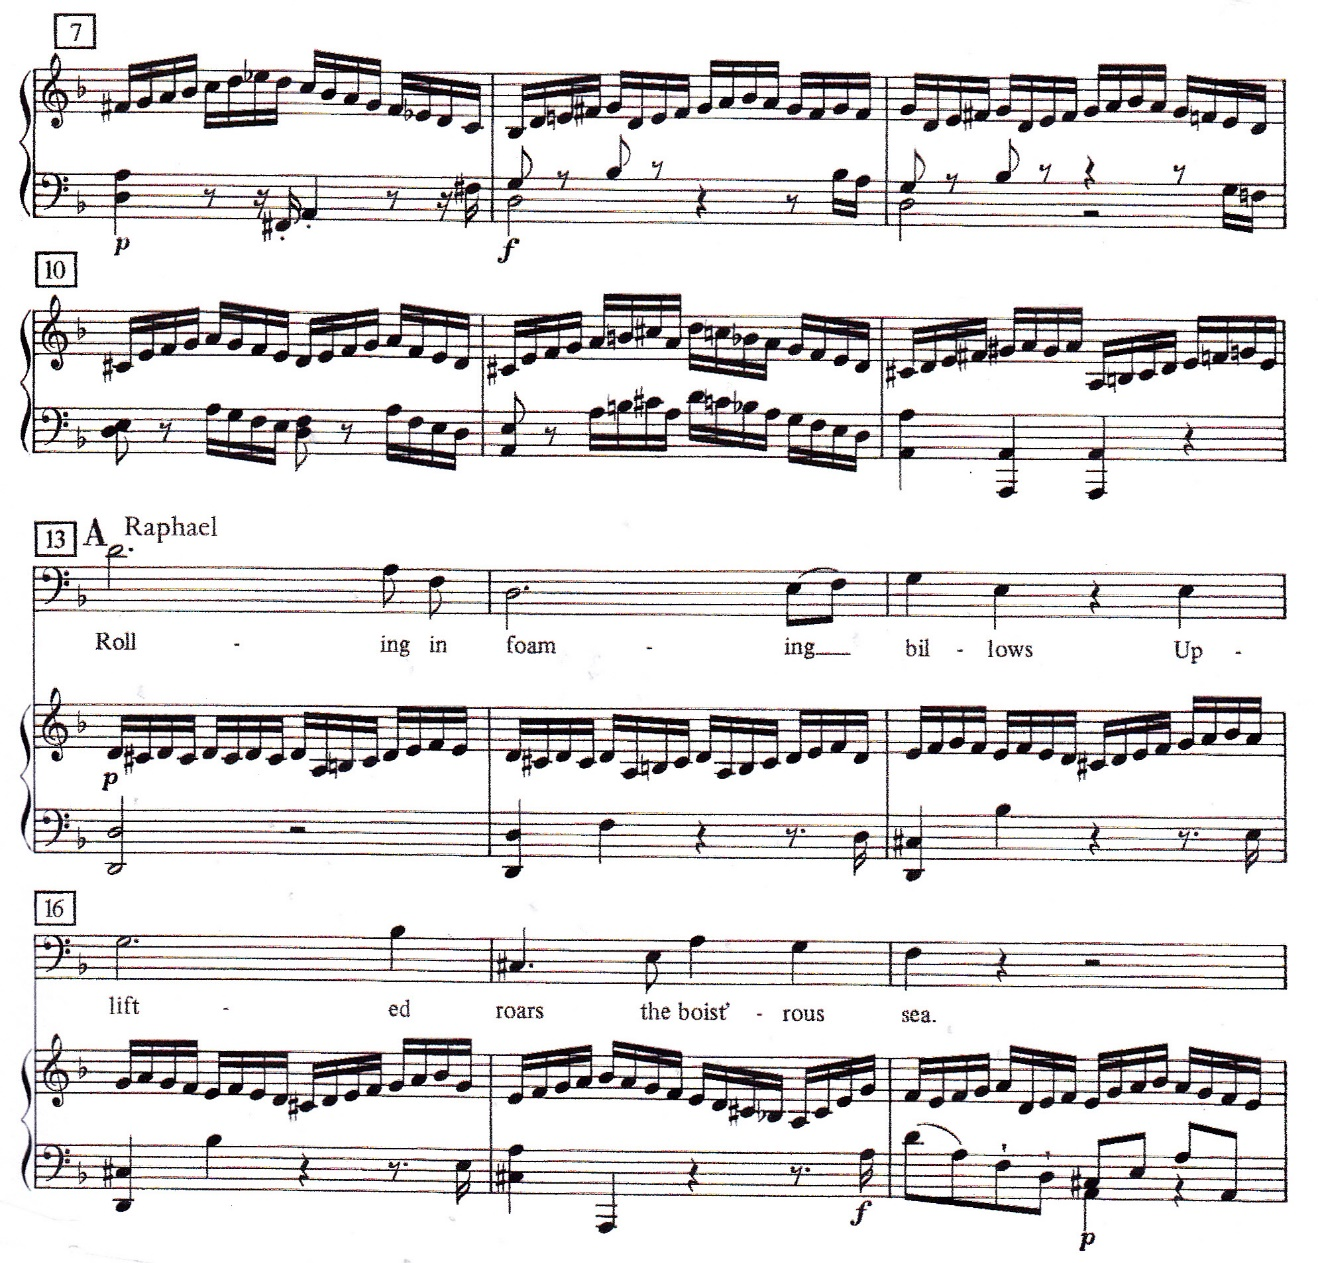 7
p f
10
13 A Raphael
Roll - ing in foam - ing bil - lows Up -
p
16
lift - ed roars the boist' - rous sea.
f
p